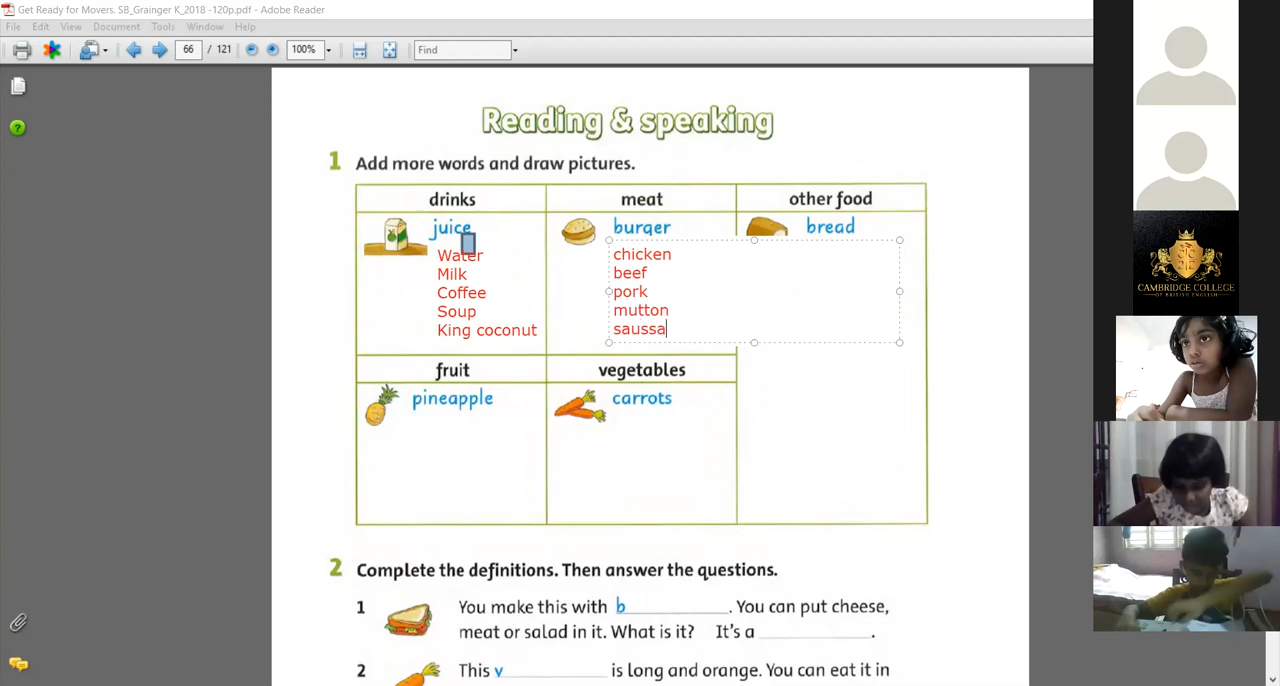 Get Ready for Movers. SB_Grainger K_2018 -120p.pdf - Adobe Reader
File Edit View Document Tools Window Help
66 / 121 100% Find
Reading & speaking
1 Add more words and draw pictures.
drinks meat other food
juice burger bread
Water chicken
Milk beef
Coffee pork
Soup mutton
King coconut saussa
fruit vegetables
pineapple carrots
2 Complete the definitions. Then answer the questions.
1 You make this with b__________. You can put cheese,
meat or salad in it. What is it? It's a __________.
2 This v__________ is long and orange. You can eat it in
CAMBRIDGE COLLEGE
OF BRITISH ENGLISH